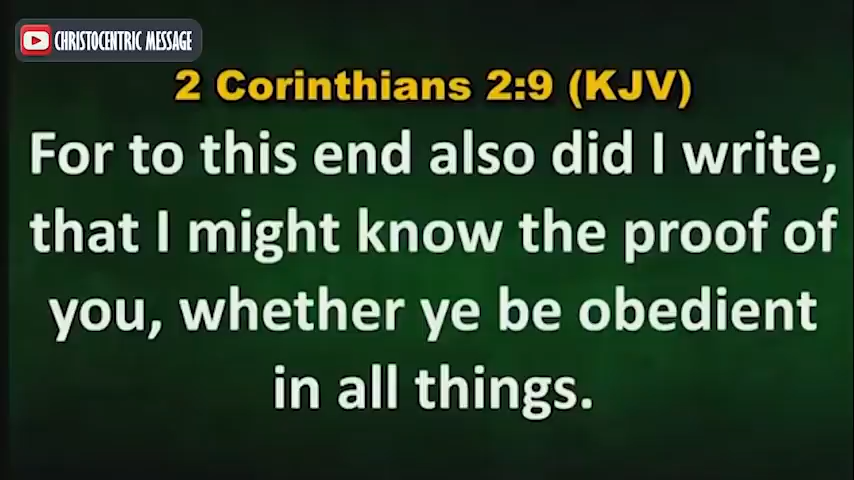 CHRISTOCENTRIC MESSAGE
2 Corinthians 2:9 (KJV)
For to this end also did I write,
that I might know the proof of
you, whether ye be obedient
in all things.